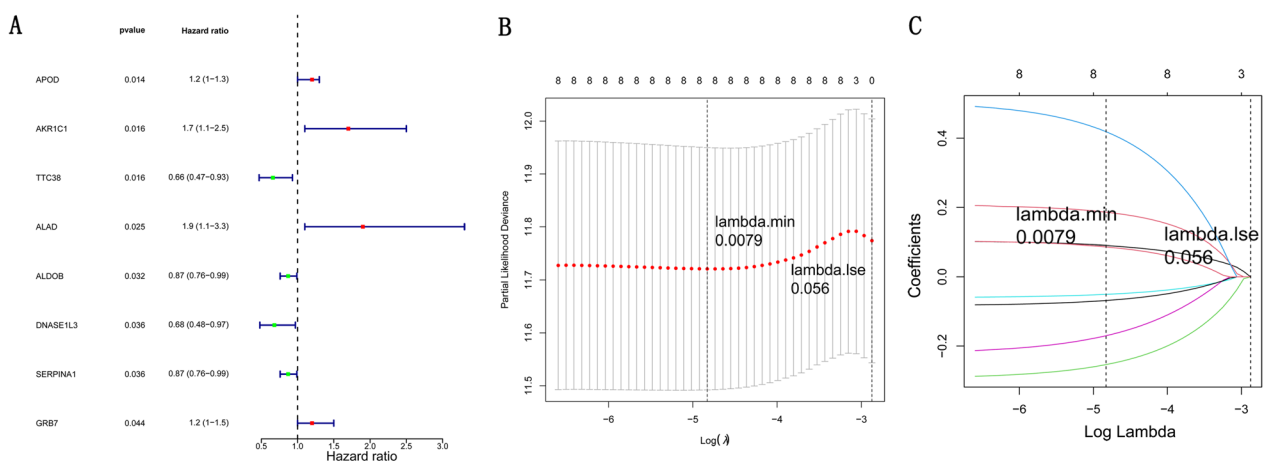 A
pvalue Hazard ratio
APOD 0.014 1.2 (1−1.3)
AKR1C1 0.016 1.7 (1.1−2.5)
TTC38 0.016 0.66 (0.47−0.93)
ALAD 0.025 1.9 (1.1−3.3)
ALDOB 0.032 0.87 (0.76−0.99)
DNASE1L3 0.036 0.68 (0.48−0.97)
SERPINA1 0.036 0.87 (0.76−0.99)
GRB7 0.044 1.2 (1−1.5)
0.5 1.0 1.5 2.0 2.5 3.0
Hazard ratio
B
8 8 8 8 8 8 8 8 8 8 8 8 8 8 8 8 8 8 3 0
Partial Likelihood Deviance
12.0
11.9
11.8
11.7
11.6
11.5
lambda.min
0.0079
lambda.lse
0.056
−6 −5 −4 −3
Log(λ)
C
8 8 8 3
Coefficients
0.4
0.2
0.0
−0.2
lambda.min
0.0079
lambda.lse
0.056
−6 −5 −4 −3
Log Lambda